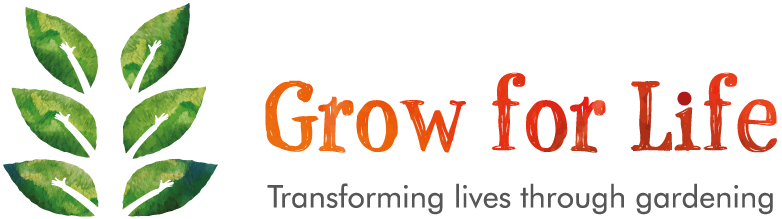 Grow for Life
Transforming lives through gardening